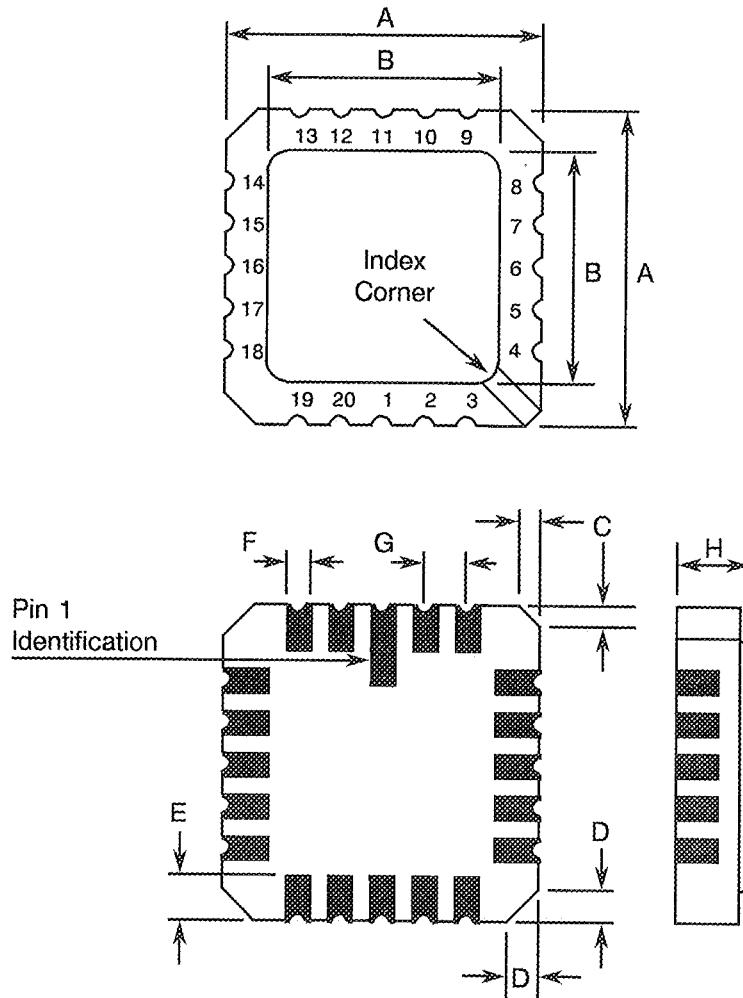 A
B
13 12 11 10 9
14 8
15 7
16 6
17 5
18 4
Index
Corner
B
A
19 20 1 2 3
C
F
G
H
Pin 1
Identification
E
D
D